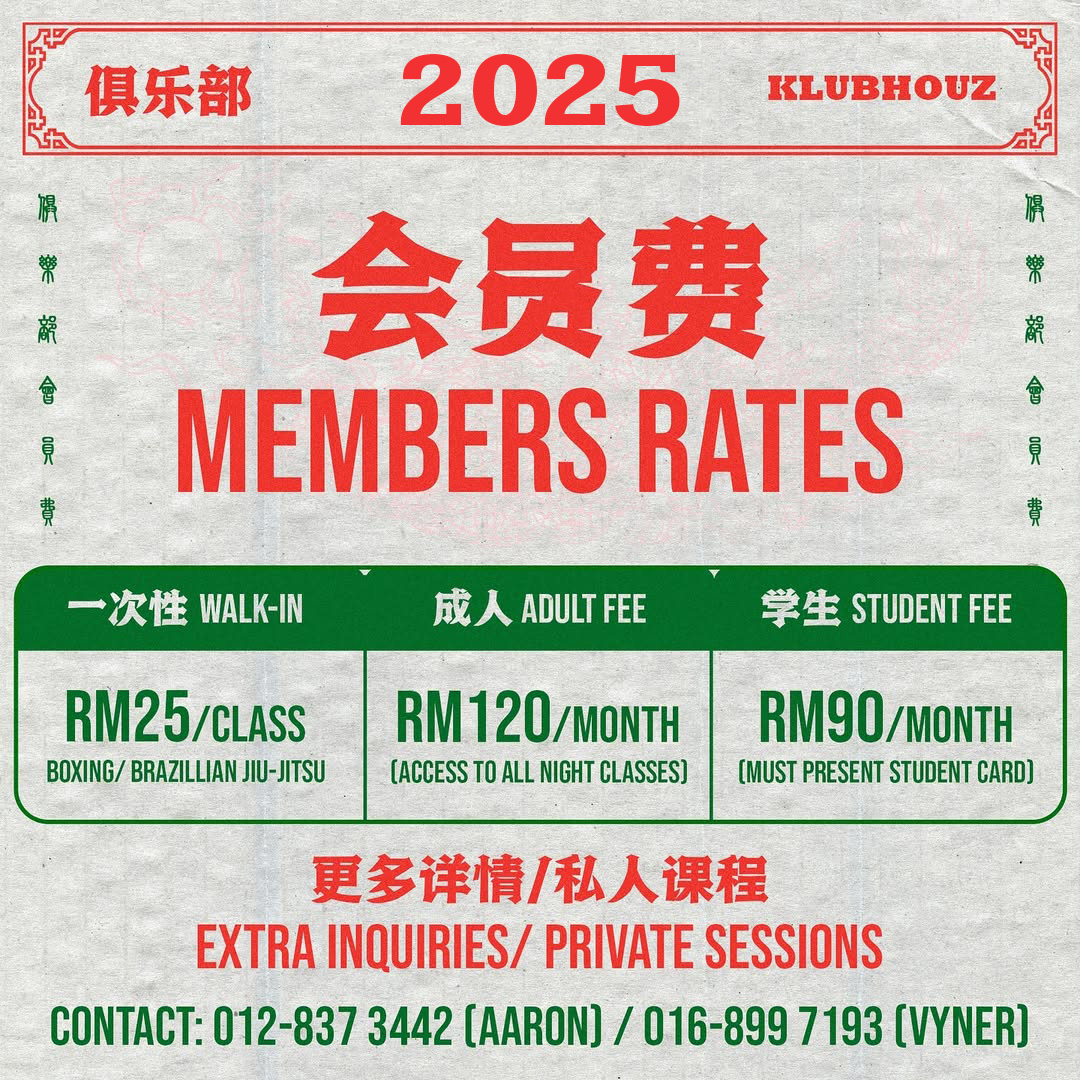 俱乐部 2025 KLUBHOUZ
俱樂部會員費
俱樂部會員費
会员费
MEMBERS RATES
一次性 WALK-IN
RM25/CLASS
BOXING/ BRAZILLIAN JIU-JITSU
成人 ADULT FEE
RM120/MONTH
(ACCESS TO ALL NIGHT CLASSES)
学生 STUDENT FEE
RM90/MONTH
(MUST PRESENT STUDENT CARD)
更多详情/私人课程
EXTRA INQUIRIES/ PRIVATE SESSIONS
CONTACT: 012-837 3442 (AARON) / 016-899 7193 (VYNER)